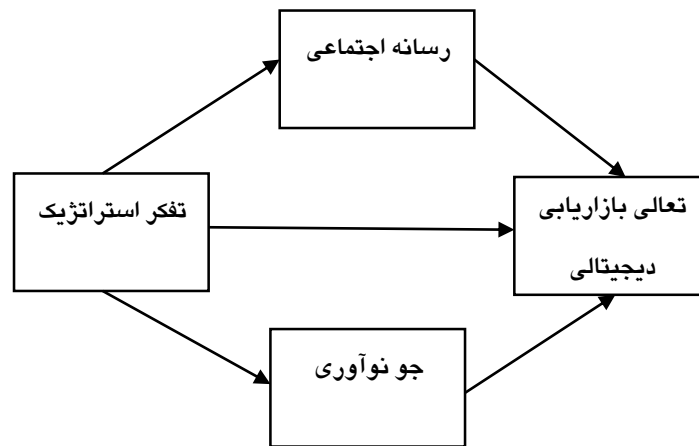 رسانه اجتماعی
تفکر استراتژیک
تعالی بازاریابی
دیجیتالی
جو نوآوری